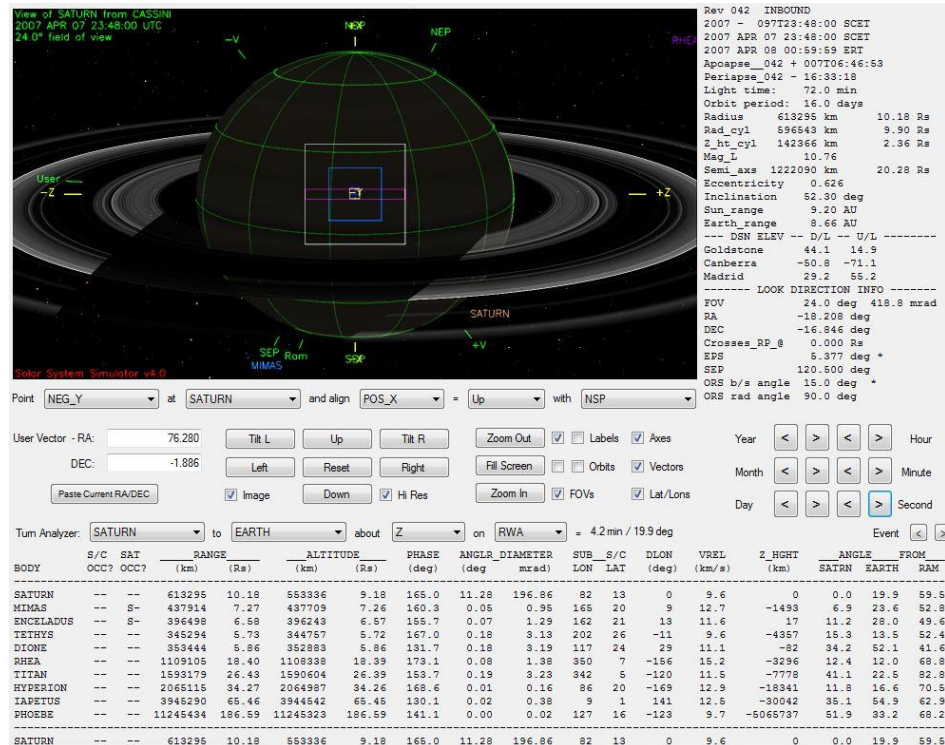 View of SATURN from CASSINI
2007 APR 07 23:48:00 UTC
24.0° field of view
-V
NEP
RHEA
User
-Z
+Z
SATURN
SEP Ram
MIMAS
+V
Solar System Simulator v4.0
Rev 042 INBOUND
2007 - 097T23:48:00 SCET
2007 APR 07 23:48:00 SCET
2007 APR 08 00:59:59 ERT
Apoapse__042 + 007T06:46:53
Periapse_042 - 16:33:18
Light time: 72.0 min
Orbit period: 16.0 days
Radius 613295 km 10.18 Rs
Rad_cyl 596543 km 9.90 Rs
Z_ht_cyl 142366 km 2.36 Rs
Mag_L 10.76
Semi_axs 1222090 km 20.28 Rs
Eccentricity 0.626
Inclination 52.30 deg
Sun_range 9.20 AU
Earth_range 8.66 AU
--- DSN ELEV -- D/L -- U/L --------
Goldstone 44.1 14.9
Canberra -50.8 -71.1
Madrid 29.2 55.2
------- LOOK DIRECTION INFO -------
FOV 24.0 deg 418.8 mrad
RA -18.208 deg
DEC -16.846 deg
Crosses_RP_@ 0.000 Rs
EPS 5.377 deg *
SEP 120.500 deg
ORS b/s angle 15.0 deg *
ORS rad angle 90.0 deg
Point NEG_Y at SATURN and align POS_X = Up with NSP
User Vector - RA: 76.280 Tilt L Up Tilt R Zoom Out Labels Axes Year < > < > Hour
DEC: -1.886 Left Reset Right Fill Screen Orbits Vectors Month < > < > Minute
Paste Current RA/DEC Image Down Hi Res Zoom In FOVs Lat/Lons Day < > < > Second
Turn Analyzer: SATURN to EARTH about Z on RWA = 4.2 min / 19.9 deg Event < >
S/C SAT RANGE ALTITUDE PHASE ANGLR_DIAMETER SUB_S/C DLON VREL Z_HGHT ANGLE FROM
BODY OCC? OCC? (km) (Rs) (km) (Rs) (deg) (deg mrad) LON LAT (deg) (km/s) (km) SATRN EARTH RAM
SATURN -- -- 613295 10.18 553336 9.18 165.0 11.28 196.86 82 13 0 9.6 0 0.0 19.9 59.5
MIMAS -- S- 437914 7.27 437709 7.26 160.3 0.05 0.95 165 20 9 12.7 -1493 6.9 23.6 52.8
ENCELADUS -- S- 396498 6.58 396243 6.57 155.7 0.07 1.29 162 21 13 11.6 17 11.2 28.0 49.6
TETHYS -- -- 345294 5.73 344757 5.72 167.0 0.18 3.13 202 26 -11 9.6 -4357 15.3 13.5 52.4
DIONE -- -- 353444 5.86 352883 5.86 131.7 0.18 3.19 117 24 29 11.1 -82 34.2 52.1 41.6
RHEA -- -- 1109105 18.40 1108338 18.39 173.1 0.08 1.38 350 7 -156 15.2 -3296 12.4 12.0 68.8
TITAN -- -- 1593179 26.43 1590604 26.39 153.7 0.19 3.23 342 5 -120 11.5 -7778 41.1 22.5 82.8
HYPERION -- -- 2065115 34.27 2064987 34.26 168.6 0.01 0.16 86 20 -169 12.9 -18341 11.8 16.6 70.5
IAPETUS -- -- 3945290 65.46 3944542 65.45 130.1 0.02 0.38 9 1 141 12.5 -30042 35.1 54.9 62.9
PHOEBE -- -- 11245434 186.59 11245323 186.59 141.1 0.00 0.02 127 16 -123 9.7 -5065737 51.9 33.2 68.2
SATURN -- -- 613295 10.18 553336 9.18 165.0 11.28 196.86 82 13 0 9.6 0 0.0 19.9 59.5